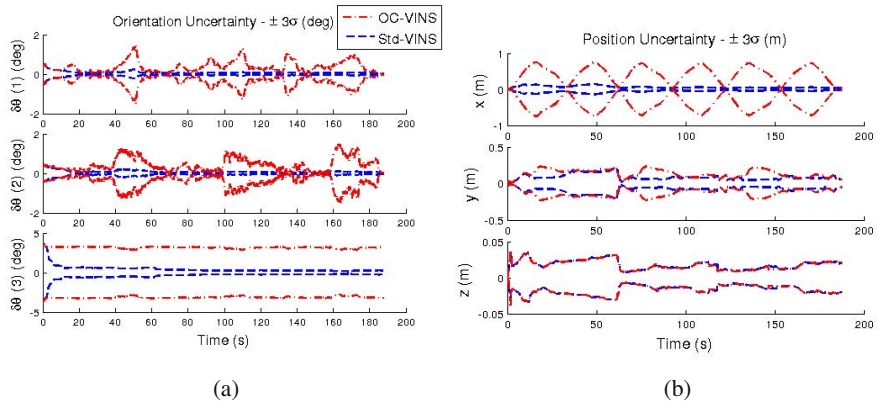 Orientation Uncertainty - ± 3σ (deg)
OC-VINS
Std-VINS
δθ (1) (deg)
2
0
-2
0 20 40 60 80 100 120 140 160 180 200
δθ (2) (deg)
2
0
-2
0 20 40 60 80 100 120 140 160 180 200
δθ (3) (deg)
5
0
-5
0 20 40 60 80 100 120 140 160 180 200
Time (s)
(a)
Position Uncertainty - ± 3σ (m)
x (m)
1
0
-1
0 50 100 150 200
y (m)
0.5
0
-0.5
0 50 100 150 200
z (m)
0.05
0
-0.05
0 50 100 150 200
Time (s)
(b)